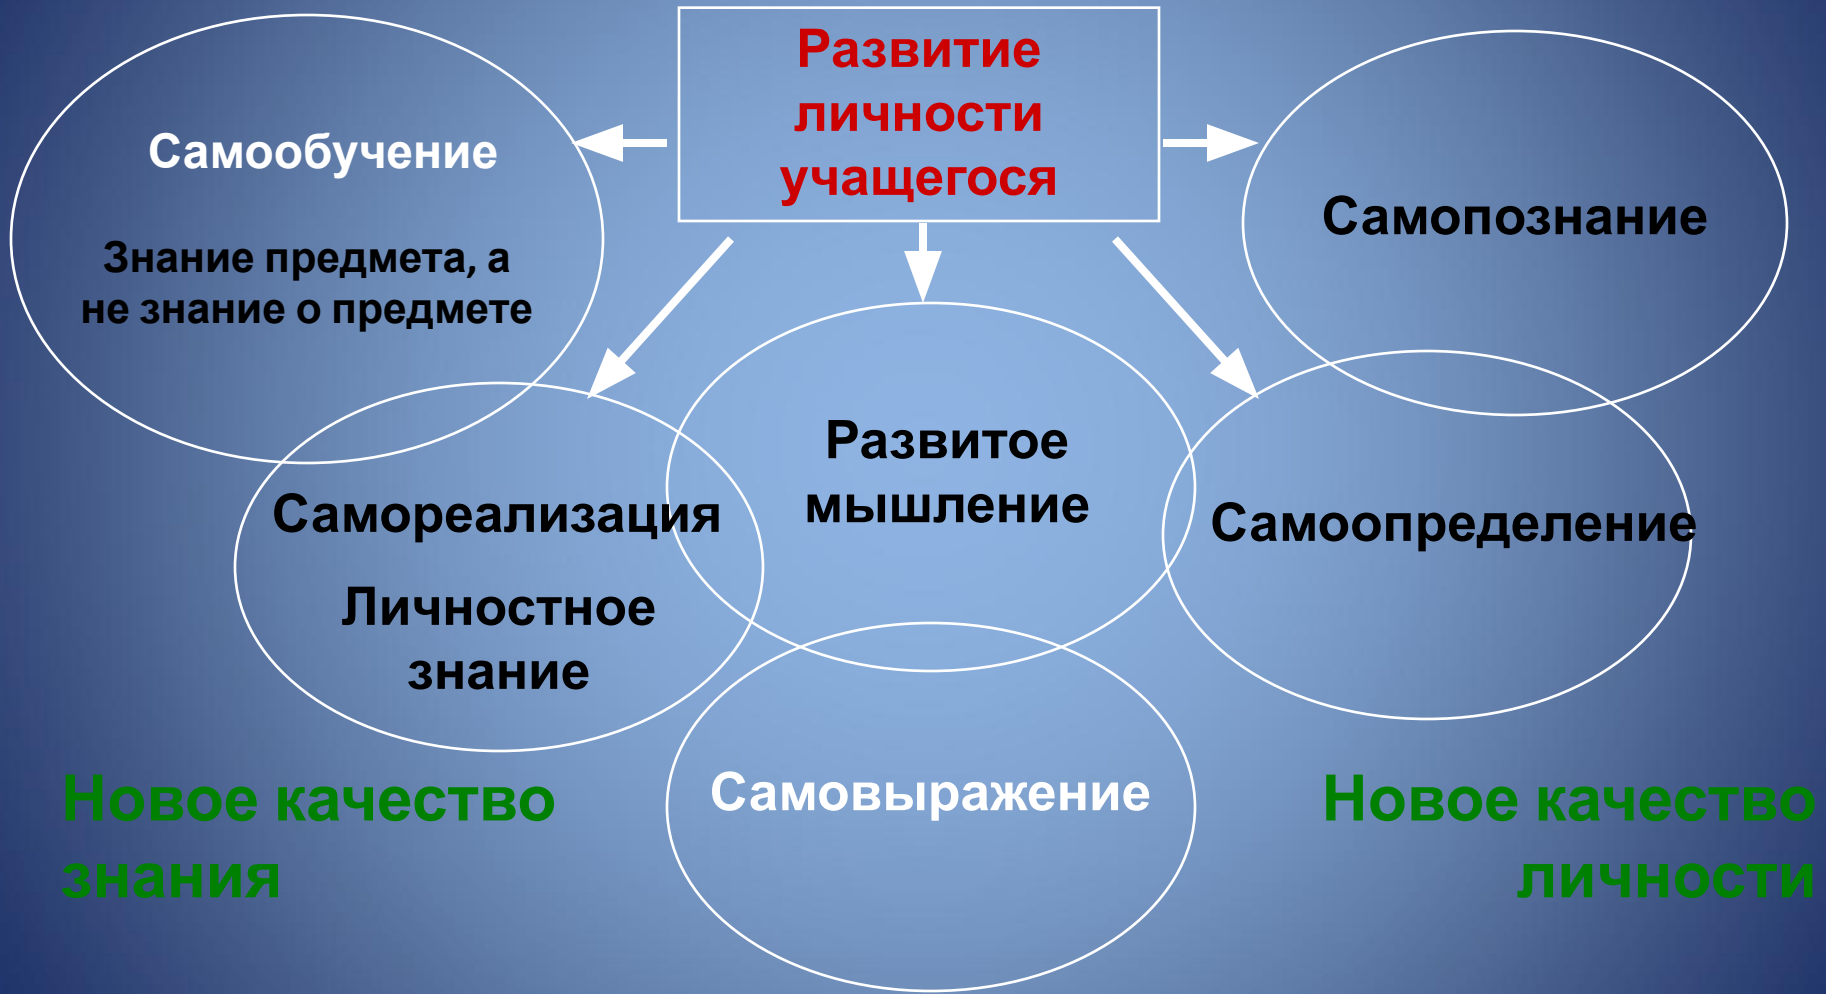 Развитие
личности
учащегося
Самообучение
Знание предмета, а
не знание о предмете
Самопознание
Развитое
мышление
Самореализация
Личностное
знание
Самоопределение
Самовыражение
Новое качество
знания
Новое качество
личности